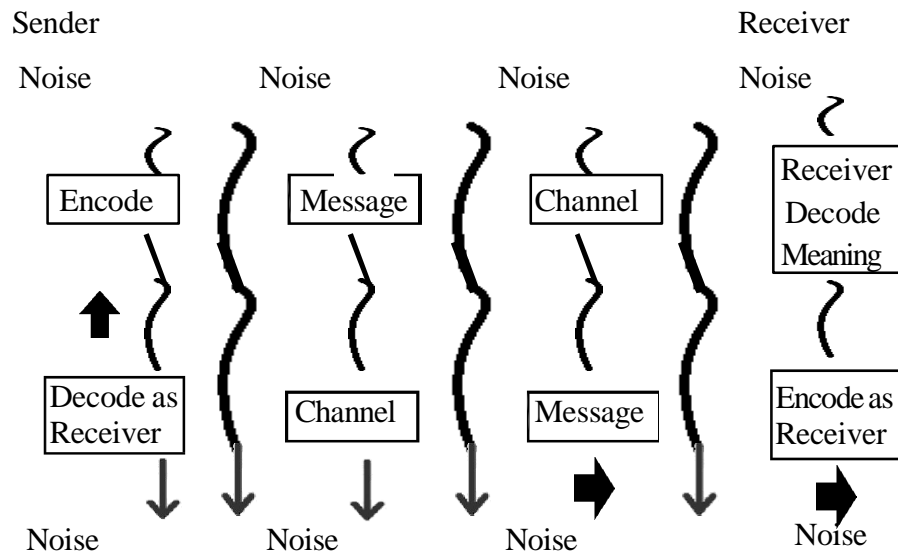 Sender Receiver
Noise Noise Noise Noise
Encode Message Channel Receiver
Decode
Meaning
Decode as
Receiver
Channel Message Encode as
Receiver
Noise Noise Noise Noise